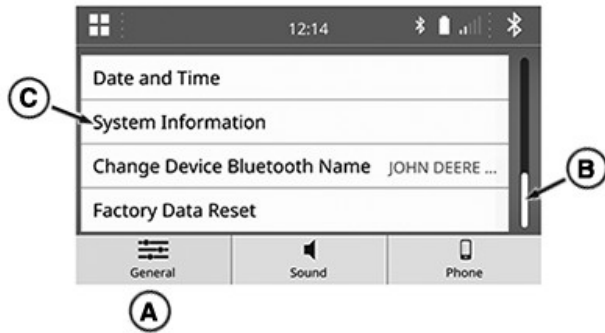 12:14
Date and Time
C
System Information
Change Device Bluetooth Name JOHN DEERE ...
B
Factory Data Reset
General Sound Phone
A